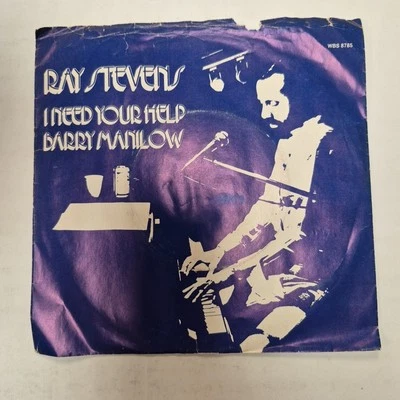 WBS 8785
RAY STEVENS
I NEED YOUR HELP
BARRY MANILOW